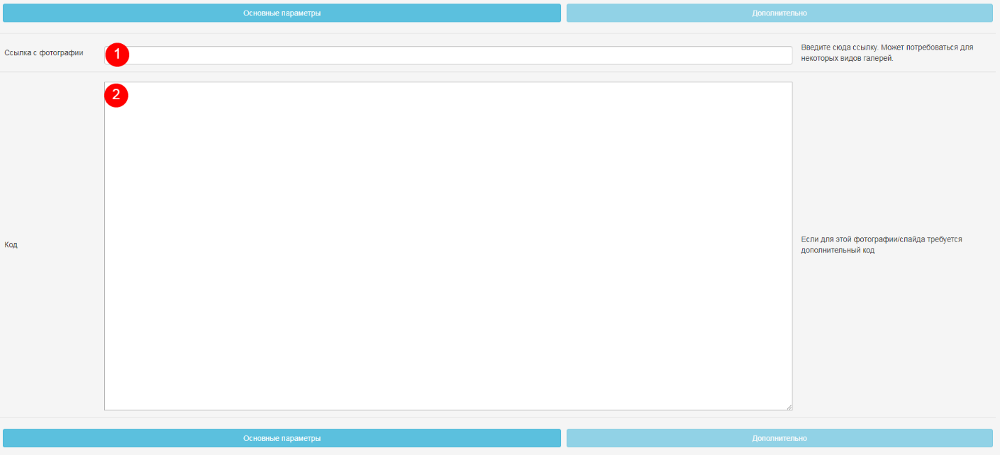 Основные параметры
Дополнительно
Ссылка с фотографии
1
Введите сюда ссылку. Может потребоваться для
некоторых видов галерей.
2
Код
Если для этой фотографии/слайда требуется
дополнительный код
Основные параметры
Дополнительно